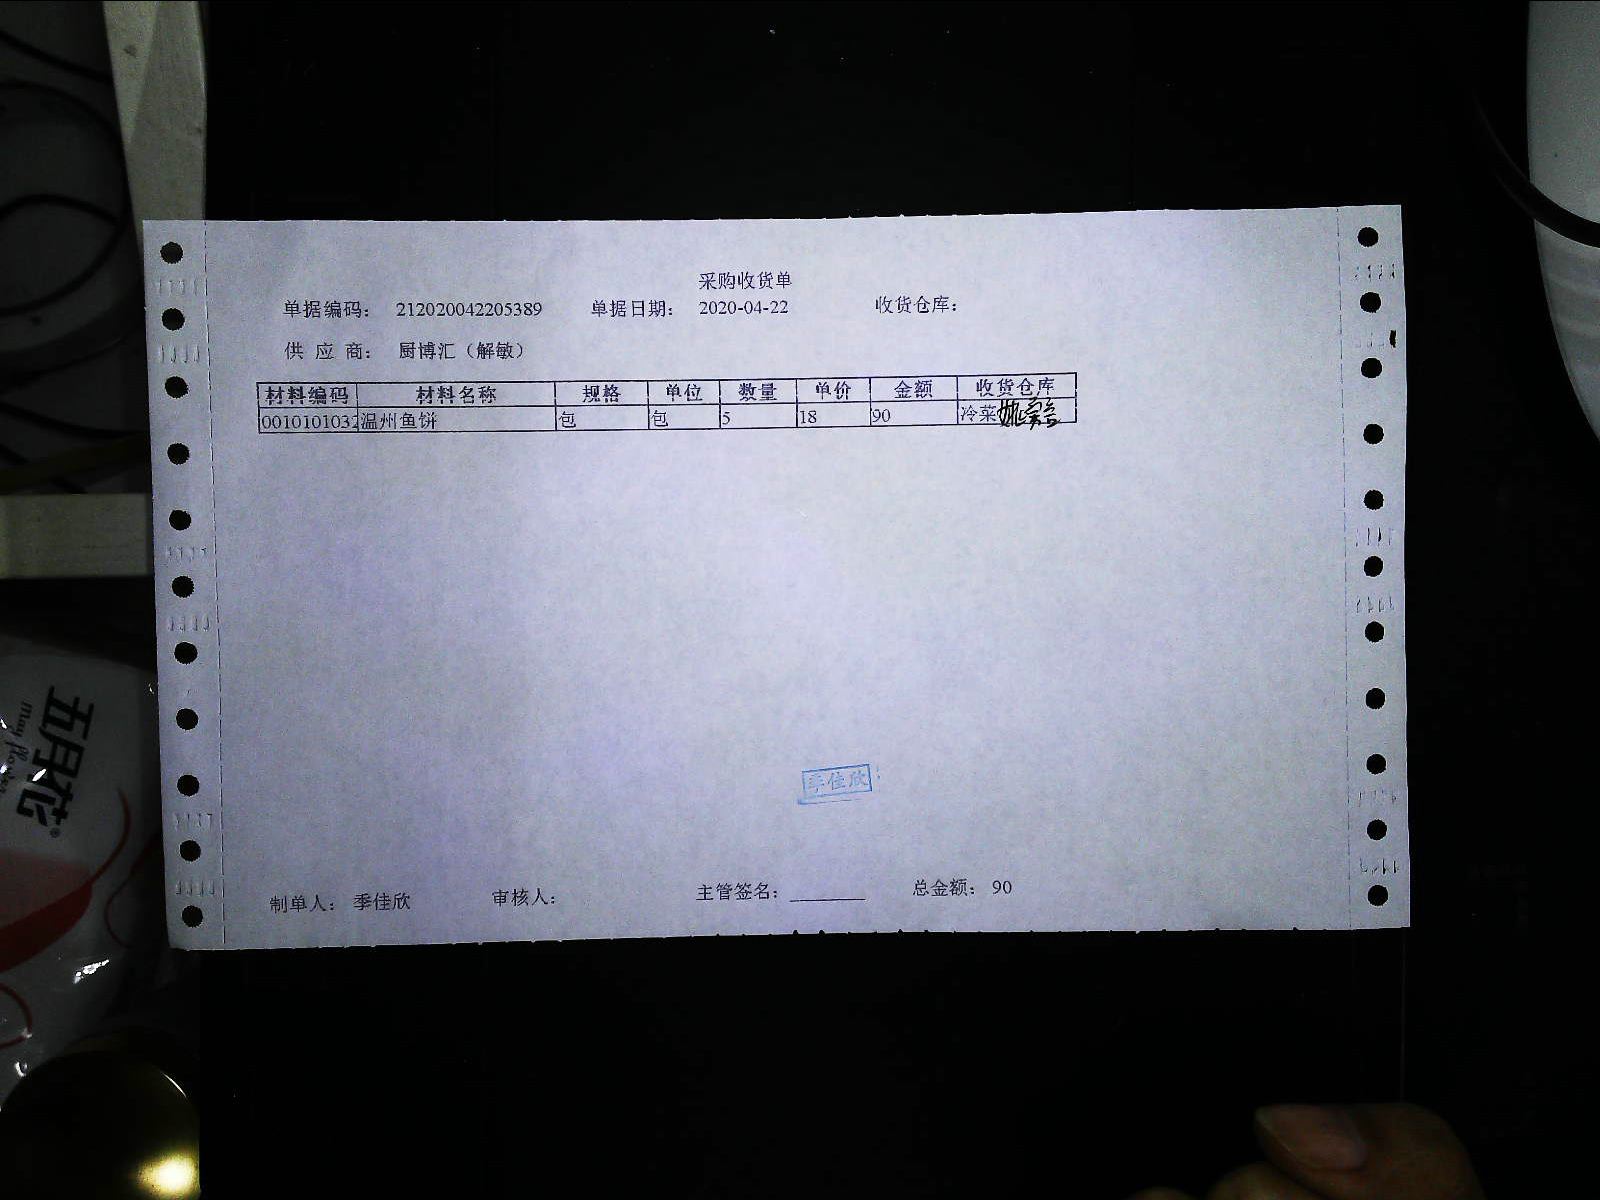 采购收货单
单据编码： 212020042205389 单据日期： 2020-04-22 收货仓库：
供 应 商： 厨博汇（解敏）
材料编码 材料名称 规格 单位 数量 单价 金额 收货仓库
0010101032 温州鱼饼 包 包 5 18 90 冷菜
季佳欣
制单人： 季佳欣 审核人： 主管签名： 总金额： 90
五月花
may flower